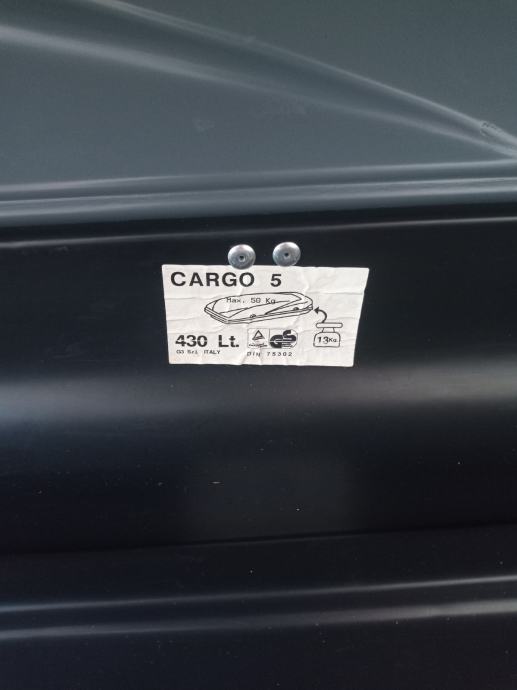 CARGO 5
Max. 50 Kg
430 Lt.
13Kg
G3 S.r.l. ITALY
DIN 75302